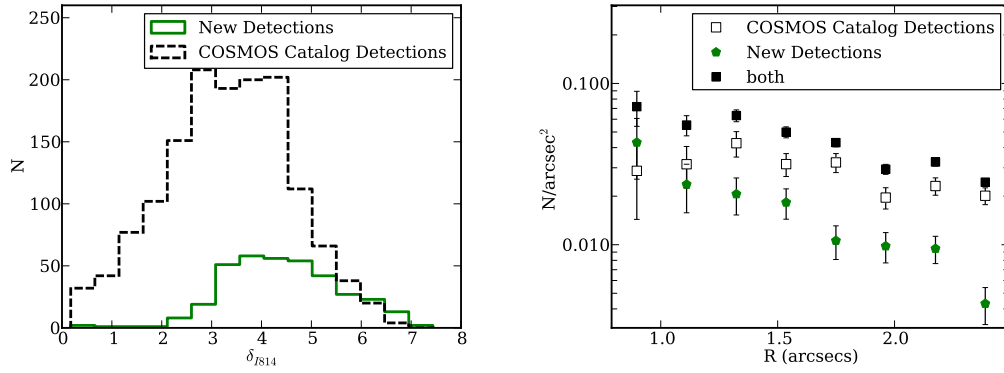 New Detections
COSMOS Catalog Detections
250
200
150
100
50
0
N
0 1 2 3 4 5 6 7 8
δ_{I814}
COSMOS Catalog Detections
New Detections
both
0.100
0.010
N/arcsec²
1.0 1.5 2.0
R (arcsecs)